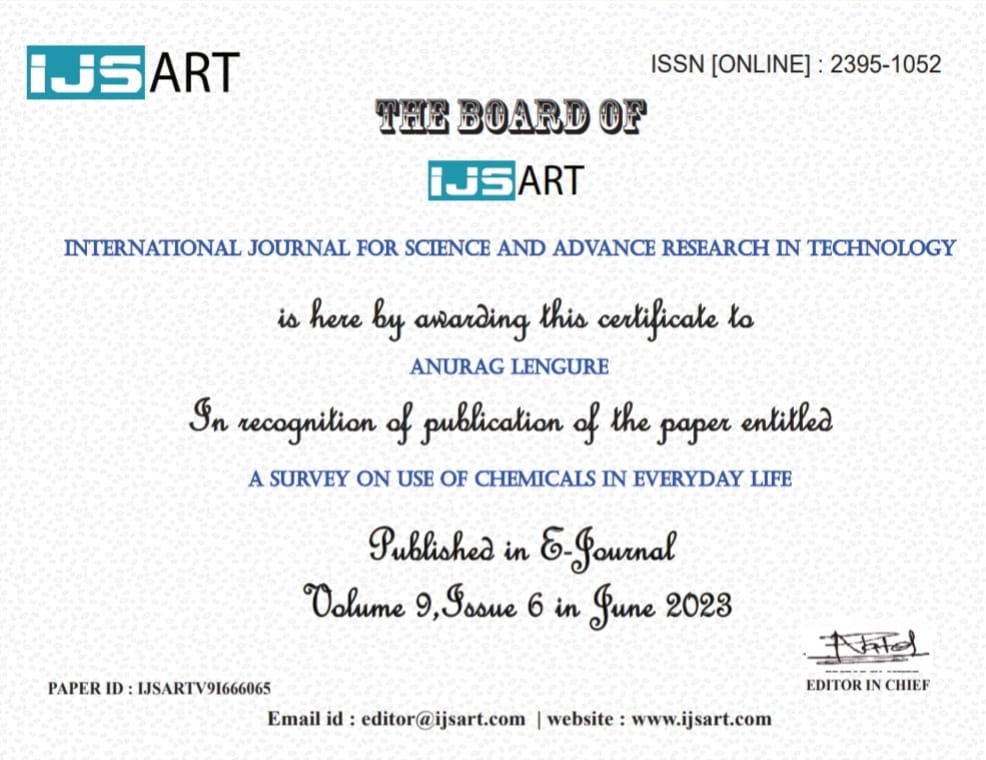 IJSART
ISSN [ONLINE] : 2395-1052
THE BOARD OF
IJSART
INTERNATIONAL JOURNAL FOR SCIENCE AND ADVANCE RESEARCH IN TECHNOLOGY
is here by awarding this certificate to
ANURAG LENGURE
In recognition of publication of the paper entitled
A SURVEY ON USE OF CHEMICALS IN EVERYDAY LIFE
Published in E-Journal
Volume 9,Issue 6 in June 2023
EDITOR IN CHIEF
PAPER ID : IJSARTV9I666065
Email id : editor@ijsart.com | website : www.ijsart.com